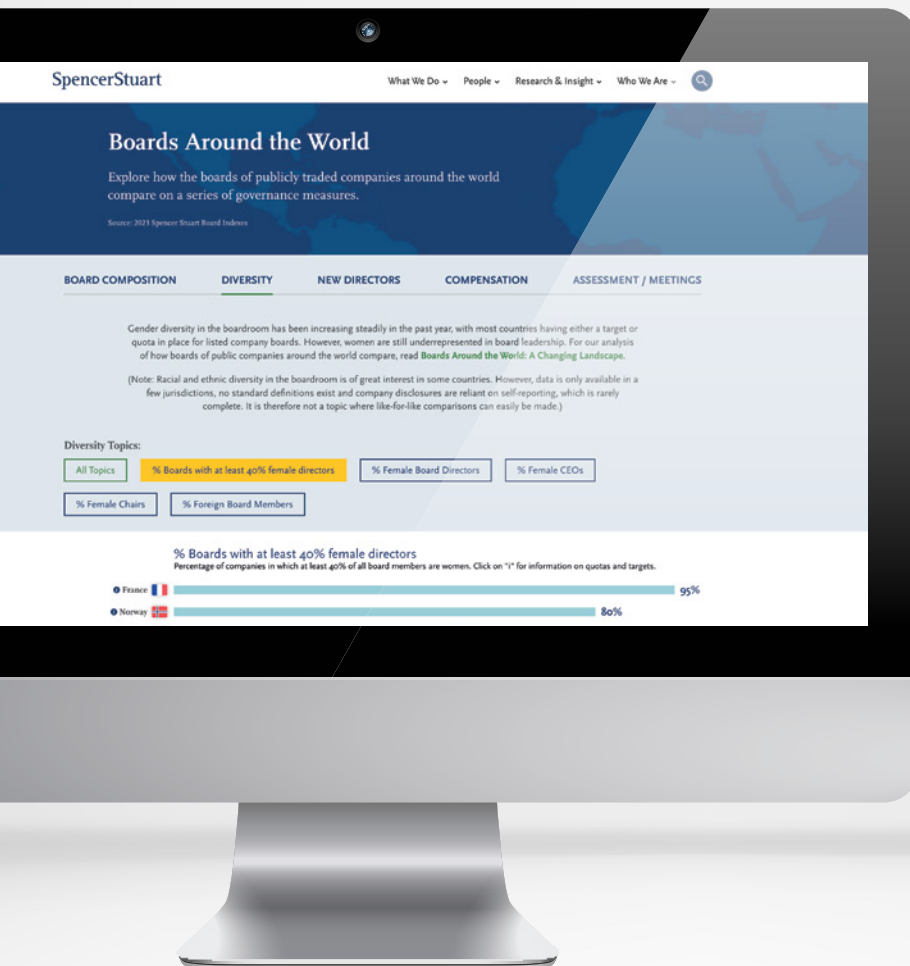 SpencerStuart
What We Do People Research & Insight Who We Are
Boards Around the World
Explore how the boards of publicly traded companies around the world
compare on a series of governance measures.
Source: 2023 Spencer Stuart Board Indexes
BOARD COMPOSITION DIVERSITY NEW DIRECTORS COMPENSATION ASSESSMENT / MEETINGS
Gender diversity in the boardroom has been increasing steadily in the past year, with most countries having either a target or
quota in place for listed company boards. However, women are still underrepresented in board leadership. For our analysis
of how boards of public companies around the world compare, read Boards Around the World: A Changing Landscape.
(Note: Racial and ethnic diversity in the boardroom is of great interest in some countries. However, data is only available in a
few jurisdictions, no standard definitions exist and company disclosures are reliant on self-reporting, which is rarely
complete. It is therefore not a topic where like-for-like comparisons can easily be made.)
Diversity Topics:
All Topics % Boards with at least 40% female directors % Female Board Directors % Female CEOs
% Female Chairs % Foreign Board Members
% Boards with at least 40% female directors
Percentage of companies in which at least 40% of all board members are women. Click on "i" for information on quotas and targets.
i France 95%
i Norway 80%